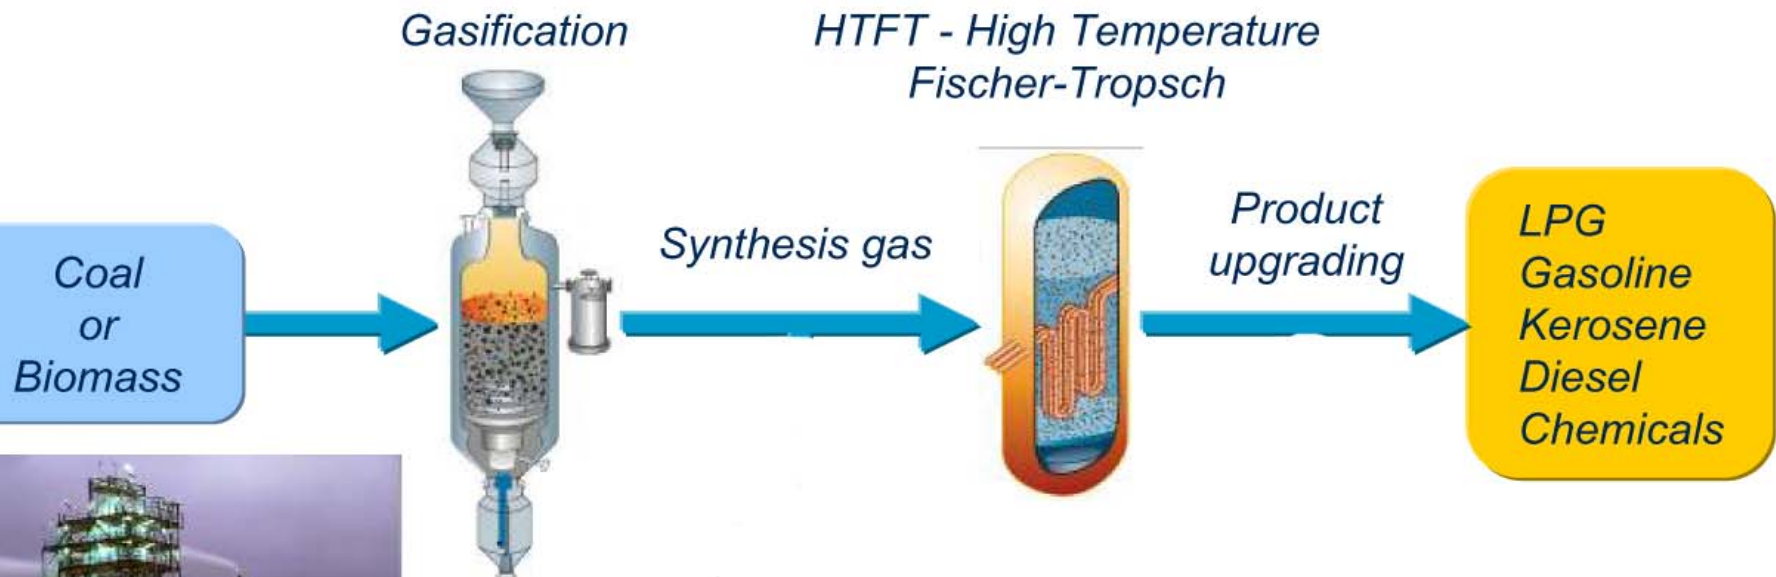 Gasification
HTFT - High Temperature
Fischer-Tropsch
Coal
or
Biomass
Synthesis gas
Product
upgrading
LPG
Gasoline
Kerosene
Diesel
Chemicals